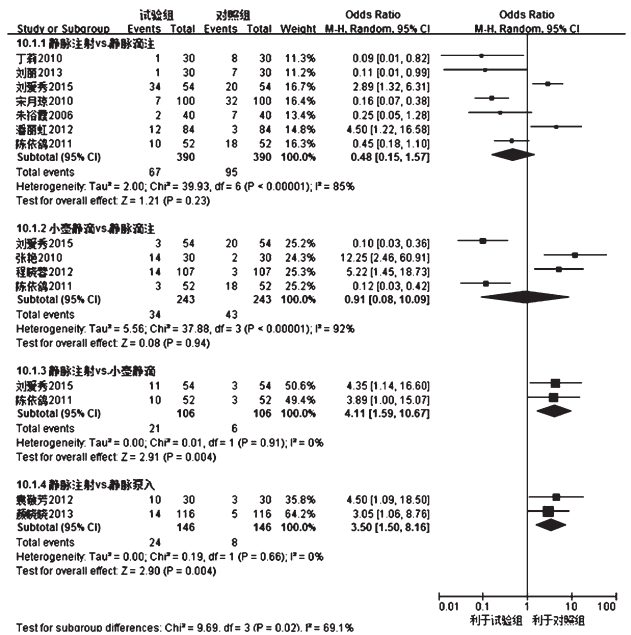 试验组 对照组 Odds Ratio Odds Ratio
Study or Subgroup Events Total Events Total Weight M-H, Random, 95% CI M-H, Random, 95% CI
10.1.1 静脉注射vs.静脉滴注
丁莉2010 1 30 8 30 11.3% 0.09 [0.01, 0.82]
刘丽2013 1 30 7 30 11.1% 0.11 [0.01, 0.99]
刘爱秀2015 34 54 20 54 16.7% 2.89 [1.32, 6.31]
宋月琼2010 7 100 32 100 16.4% 0.16 [0.07, 0.38]
朱裕霞2006 2 40 7 40 13.5% 0.25 [0.05, 1.28]
潘丽虹2012 12 84 3 84 14.7% 4.50 [1.22, 16.58]
陈依鸽2011 10 52 18 52 16.3% 0.45 [0.18, 1.10]
Subtotal (95% CI) 390 390 100.0% 0.48 [0.15, 1.57]
Total events 67 95
Heterogeneity: Tau² = 2.00; Chi² = 39.93, df = 6 (P < 0.00001); I² = 85%
Test for overall effect: Z = 1.21 (P = 0.23)
10.1.2 小壶静滴vs.静脉滴注
刘爱秀2015 3 54 20 54 25.2% 0.10 [0.03, 0.36]
张艳2010 14 30 2 30 24.3% 12.25 [2.46, 60.91]
程晓蓉2012 14 107 3 107 25.2% 5.22 [1.45, 18.73]
陈依鸽2011 3 52 18 52 25.2% 0.12 [0.03, 0.42]
Subtotal (95% CI) 243 243 100.0% 0.91 [0.08, 10.09]
Total events 34 43
Heterogeneity: Tau² = 5.56; Chi² = 37.88, df = 3 (P < 0.00001); I² = 92%
Test for overall effect: Z = 0.08 (P = 0.94)
10.1.3 静脉注射vs.小壶静滴
刘爱秀2015 11 54 3 54 50.6% 4.35 [1.14, 16.60]
陈依鸽2011 10 52 3 52 49.4% 3.89 [1.00, 15.07]
Subtotal (95% CI) 106 106 100.0% 4.11 [1.59, 10.67]
Total events 21 6
Heterogeneity: Tau² = 0.00; Chi² = 0.01, df = 1 (P = 0.91); I² = 0%
Test for overall effect: Z = 2.91 (P = 0.004)
10.1.4 静脉注射vs.静脉泵入
袁敬芳2012 10 30 3 30 35.8% 4.50 [1.09, 18.50]
颜晓晓2013 14 116 5 116 64.2% 3.05 [1.06, 8.76]
Subtotal (95% CI) 146 146 100.0% 3.50 [1.50, 8.16]
Total events 24 8
Heterogeneity: Tau² = 0.00; Chi² = 0.19, df = 1 (P = 0.66); I² = 0%
Test for overall effect: Z = 2.90 (P = 0.004)
0.01 0.1 1 10 100
利于试验组 利于对照组
Test for subgroup differences: Chi² = 9.69, df = 3 (P = 0.02), I² = 69.1%